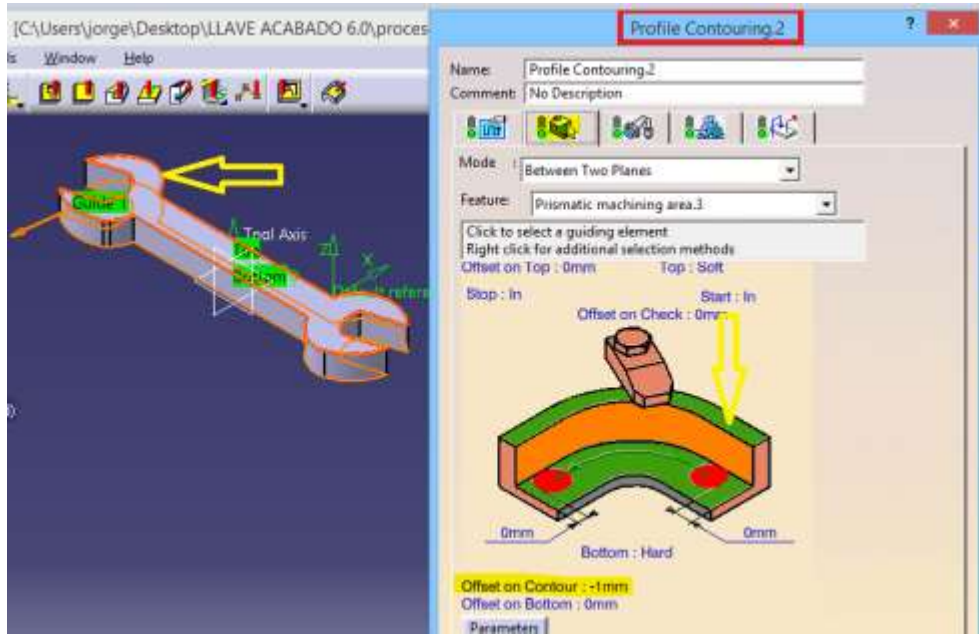 [C:\Users\jorge\Desktop\LLAVE ACABADO 6.0\proces
Window Help
Guide 1
Tool Axis
Top
Bottom
Z
X
refere
Profile Contouring.2
?
Name: Profile Contouring.2
Comment: No Description
Mode : Between Two Planes
Feature: Prismatic machining area.3
Click to select a guiding element
Right click for additional selection methods
Offset on Top : 0mm Top : Soft
Stop : In Start : In
Offset on Check : 0mm
0mm 0mm
Bottom : Hard
Offset on Contour : -1mm
Offset on Bottom : 0mm
Parameters